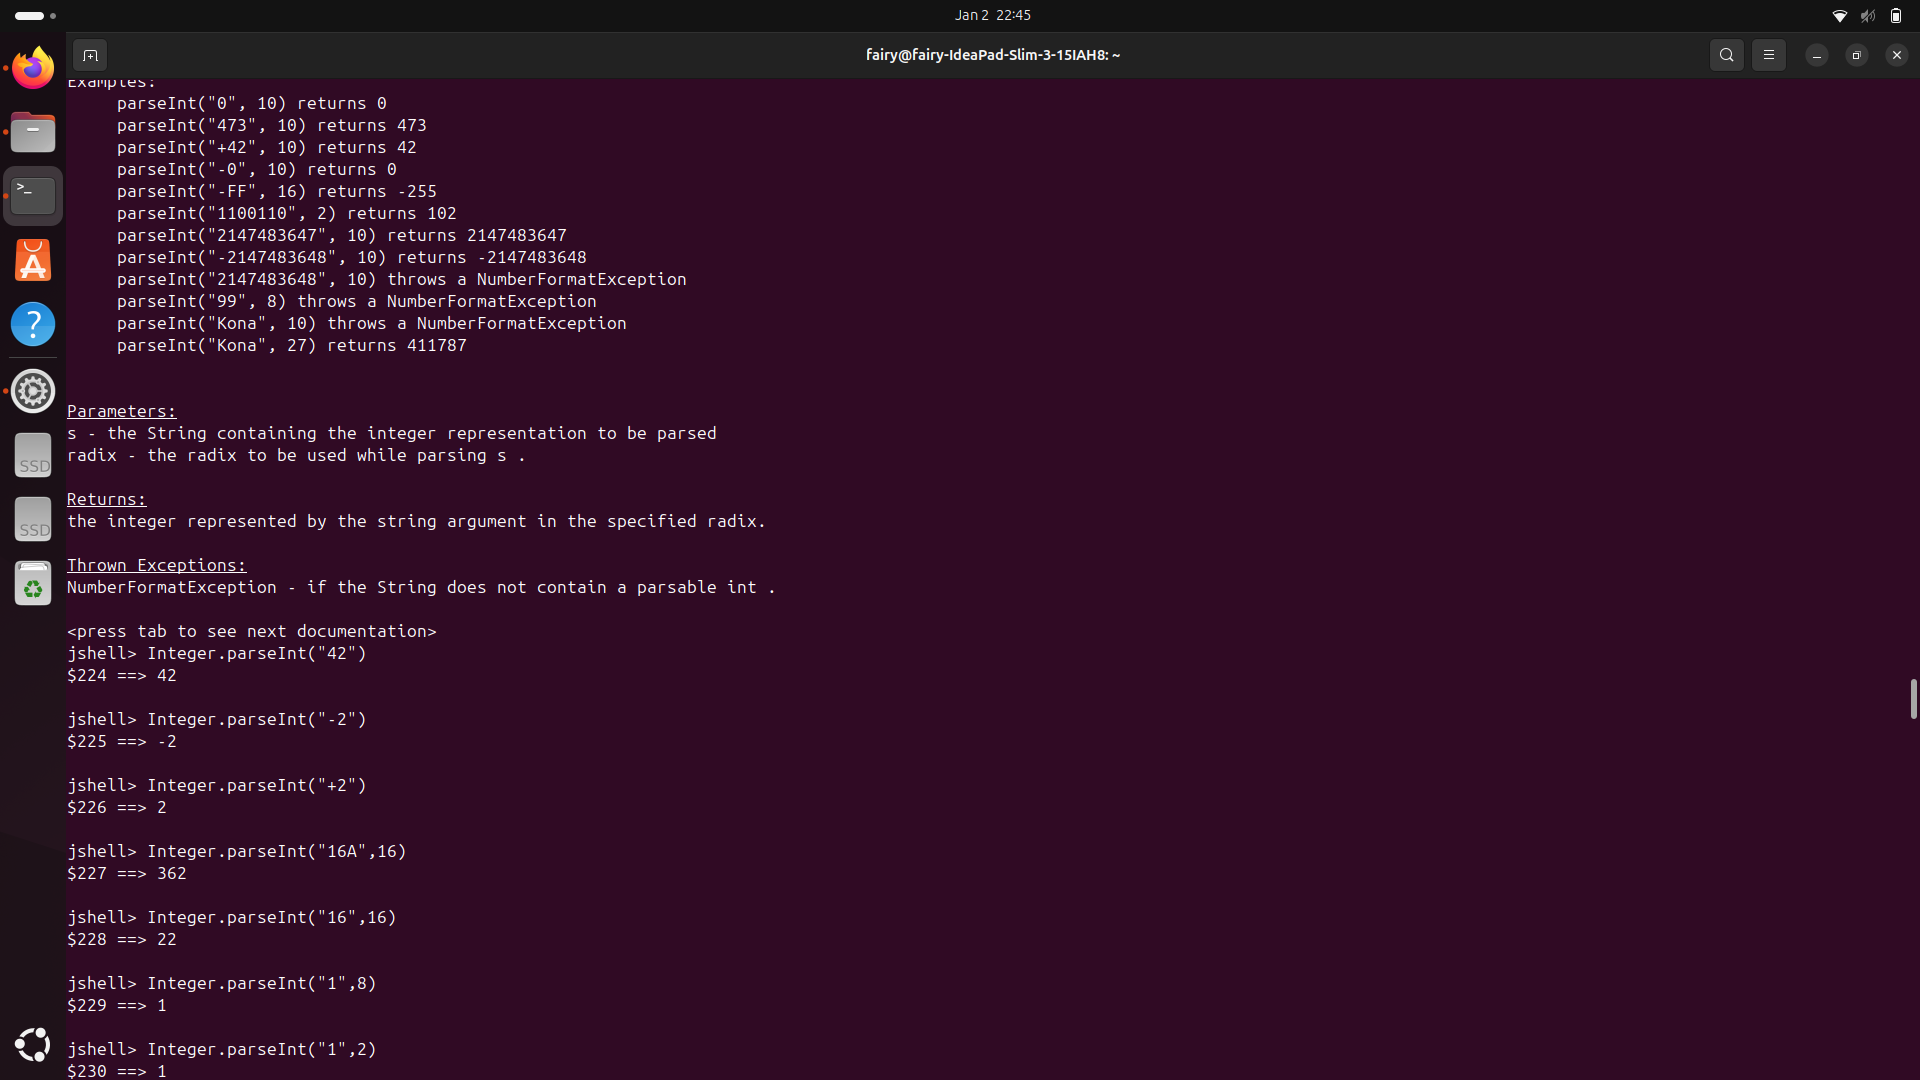 Jan 2 22:45
fairy@fairy-IdeaPad-Slim-3-15IAH8: ~
Examples:
parseInt("0", 10) returns 0
parseInt("473", 10) returns 473
parseInt("+42", 10) returns 42
parseInt("-0", 10) returns 0
parseInt("-FF", 16) returns -255
parseInt("1100110", 2) returns 102
parseInt("2147483647", 10) returns 2147483647
parseInt("-2147483648", 10) returns -2147483648
parseInt("2147483648", 10) throws a NumberFormatException
parseInt("99", 8) throws a NumberFormatException
parseInt("Kona", 10) throws a NumberFormatException
parseInt("Kona", 27) returns 411787
Parameters:
s - the String containing the integer representation to be parsed
radix - the radix to be used while parsing s .
Returns:
the integer represented by the string argument in the specified radix.
Thrown Exceptions:
NumberFormatException - if the String does not contain a parsable int .
<press tab to see next documentation>
jshell> Integer.parseInt("42")
$224 ==> 42
jshell> Integer.parseInt("-2")
$225 ==> -2
jshell> Integer.parseInt("+2")
$226 ==> 2
jshell> Integer.parseInt("16A",16)
$227 ==> 362
jshell> Integer.parseInt("16",16)
$228 ==> 22
jshell> Integer.parseInt("1",8)
$229 ==> 1
jshell> Integer.parseInt("1",2)
$230 ==> 1
>_
A
?
SSD
SSD